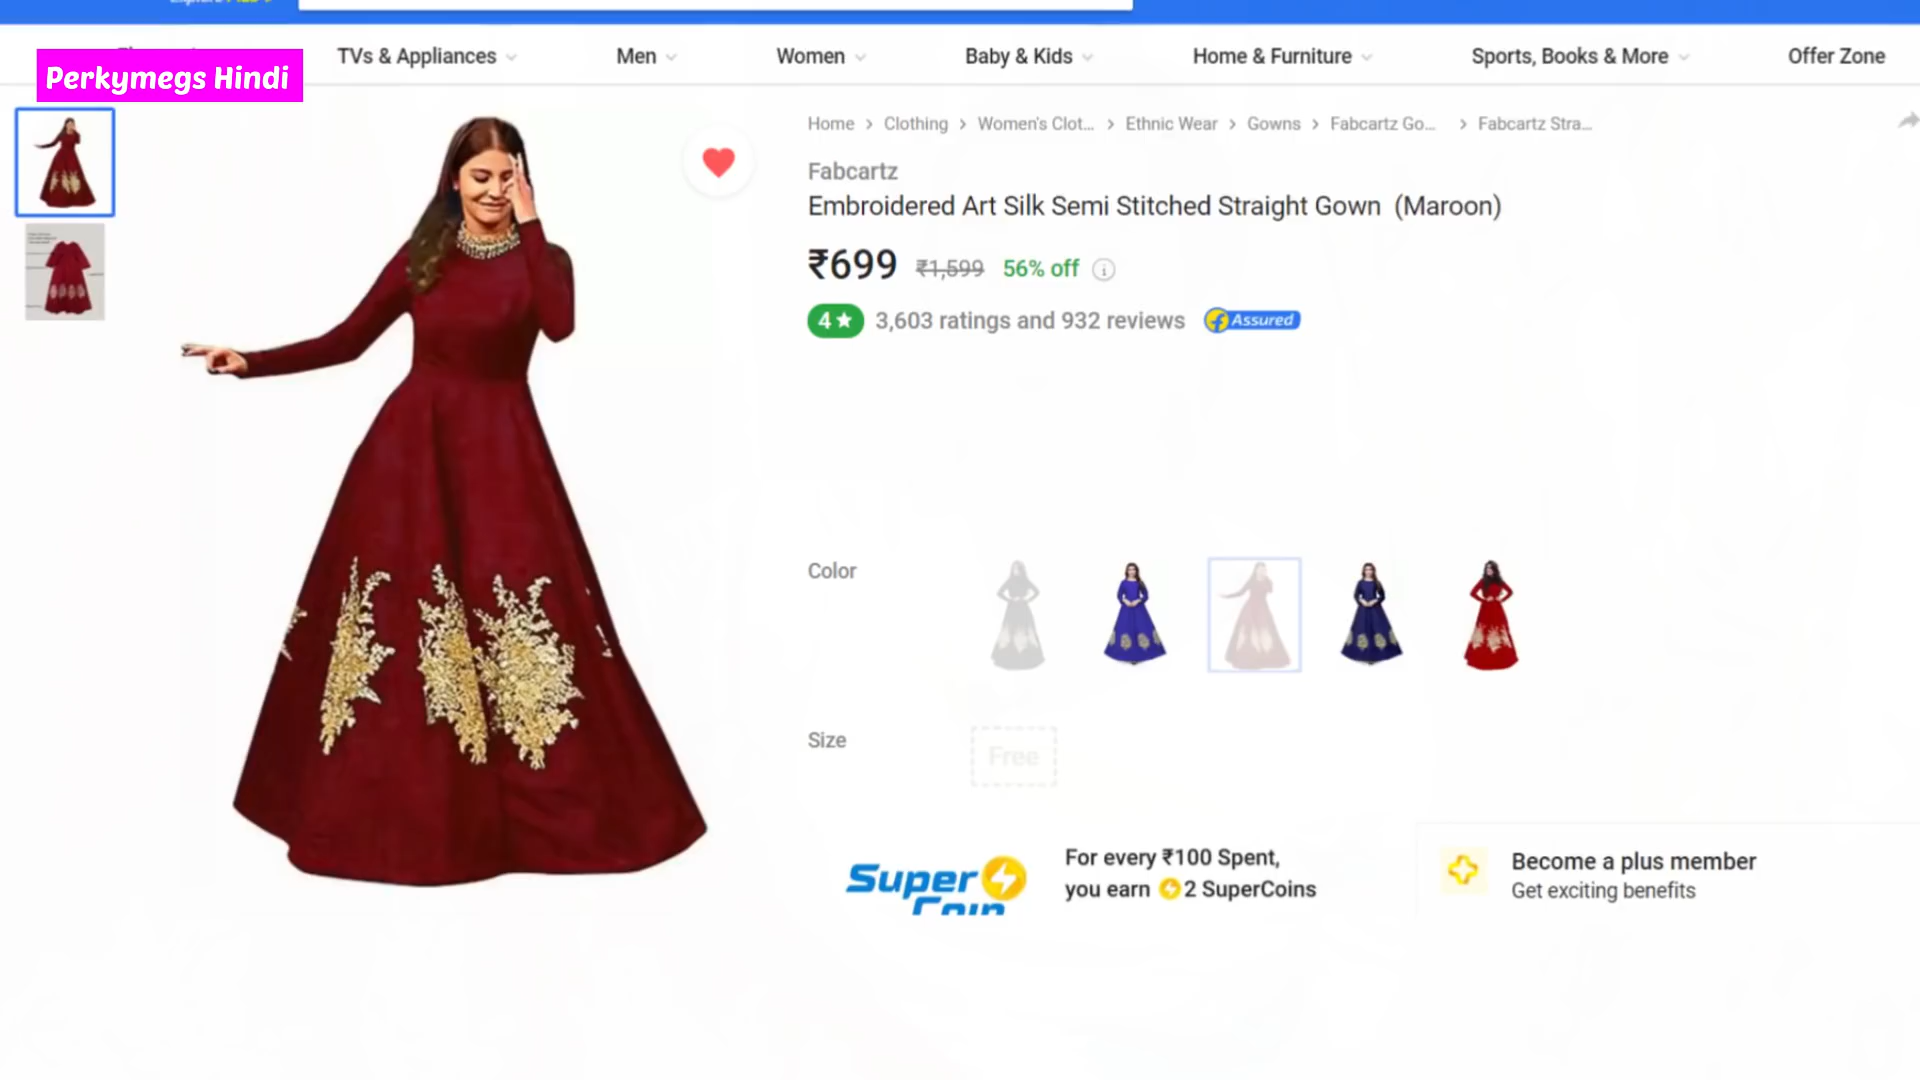 Perkymegs Hindi
TVs & Appliances
Men
Women
Baby & Kids
Home & Furniture
Sports, Books & More
Offer Zone
Home > Clothing > Women's Clot... > Ethnic Wear > Gowns > Fabcartz Go... > Fabcartz Stra...
Fabcartz
Embroidered Art Silk Semi Stitched Straight Gown (Maroon)
₹699 ₹1,599 56% off
4★ 3,603 ratings and 932 reviews Assured
Color
Size
Free
Super
Coin
For every ₹100 Spent,
you earn 2 SuperCoins
Become a plus member
Get exciting benefits